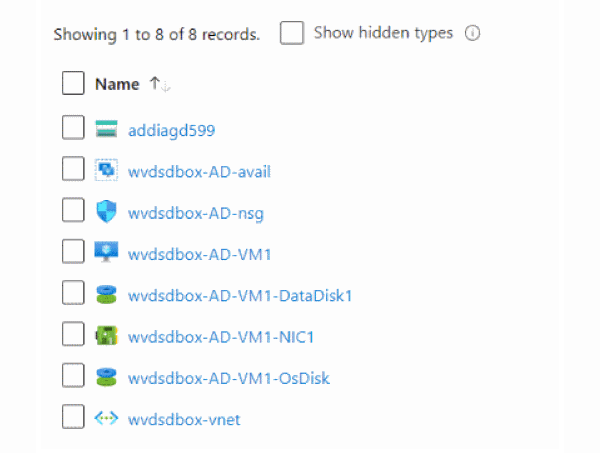 Showing 1 to 8 of 8 records. Show hidden types
Name
addiagd599
wvdsdbox-AD-avail
wvdsdbox-AD-nsg
wvdsdbox-AD-VM1
wvdsdbox-AD-VM1-DataDisk1
wvdsdbox-AD-VM1-NIC1
wvdsdbox-AD-VM1-OsDisk
wvdsdbox-vnet